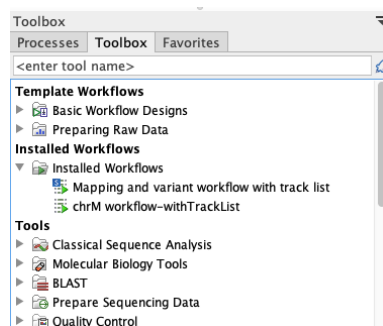 Toolbox
Processes Toolbox Favorites
<enter tool name>
Template Workflows
Basic Workflow Designs
Preparing Raw Data
Installed Workflows
Installed Workflows
Mapping and variant workflow with track list
chrM workflow-withTrackList
Tools
Classical Sequence Analysis
Molecular Biology Tools
BLAST
Prepare Sequencing Data
Quality Control